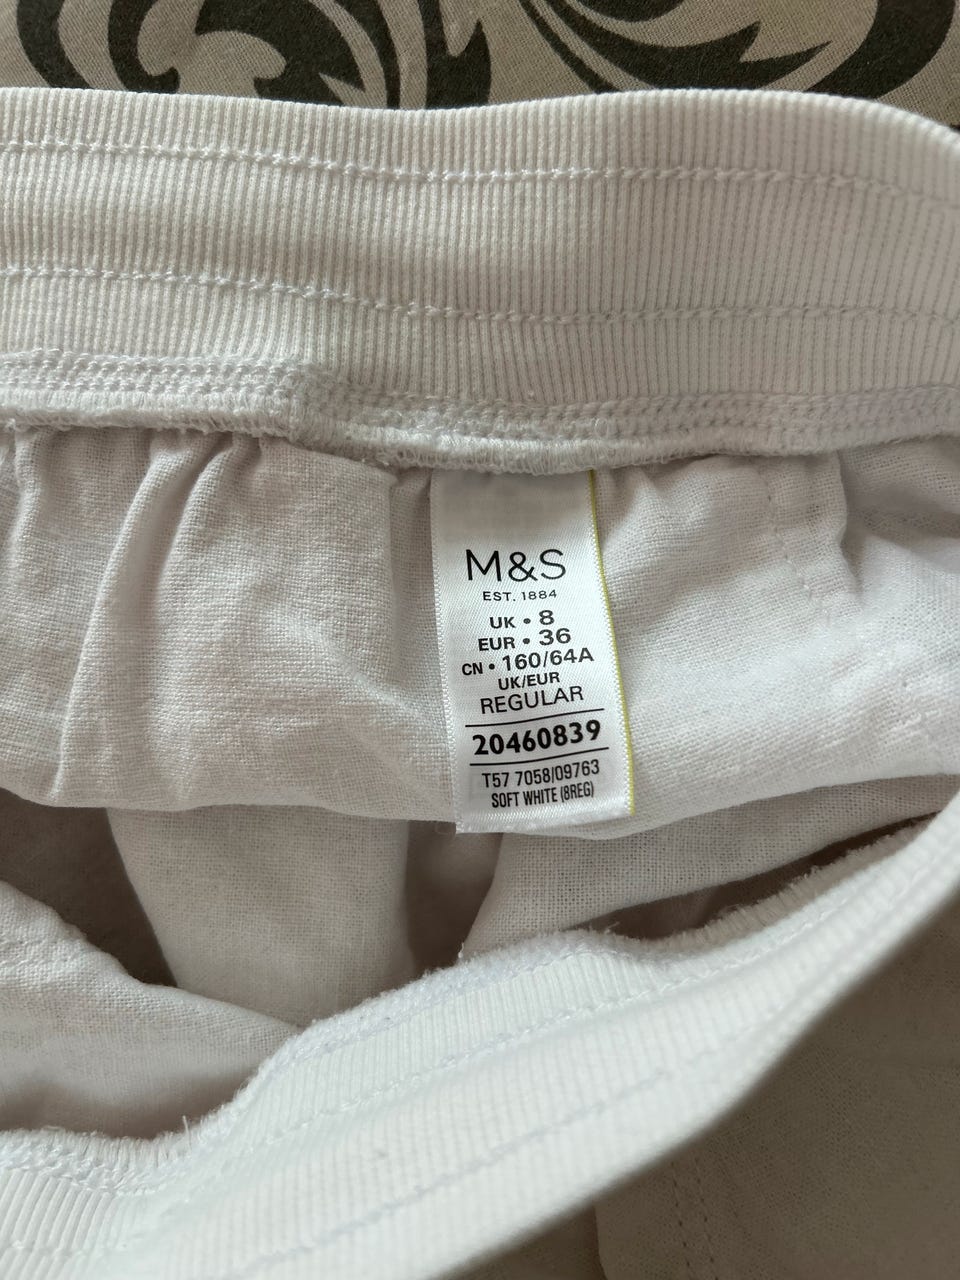 M&S
EST. 1884
UK • 8
EUR • 36
CN • 160/64A
UK/EUR
REGULAR
20460839
T57 7058/09763
SOFT WHITE (8REG)